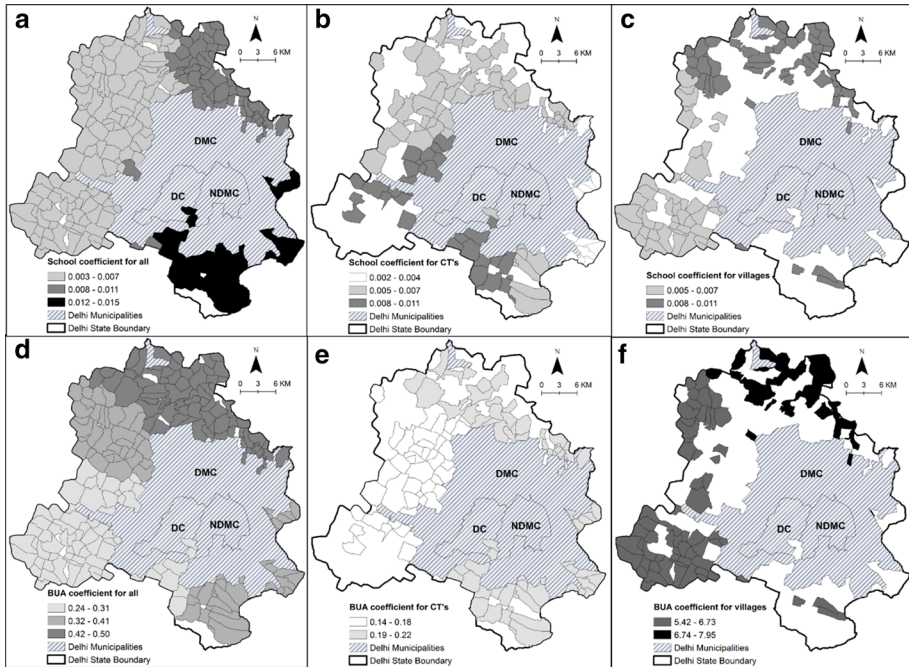 a
N
0 3 6 KM
DMC
DC
NDMC
School coefficient for all
0.003 - 0.007
0.008 - 0.011
0.012 - 0.015
Delhi Municipalities
Delhi State Boundary
b
N
0 3 6 KM
DMC
DC
NDMC
School coefficient for CT's
0.002 - 0.004
0.005 - 0.007
0.008 - 0.011
Delhi Municipalities
Delhi State Boundary
c
N
0 3 6 KM
DMC
DC
NDMC
School coefficient for villages
0.005 - 0.007
0.008 - 0.011
Delhi Municipalities
Delhi State Boundary
d
N
0 3 6 KM
DMC
DC
NDMC
BUA coefficient for all
0.24 - 0.31
0.32 - 0.41
0.42 - 0.50
Delhi Municipalities
Delhi State Boundary
e
N
0 3 6 KM
DMC
DC
NDMC
BUA coefficient for CT's
0.14 - 0.18
0.19 - 0.22
Delhi Municipalities
Delhi State Boundary
f
N
0 3 6 KM
DMC
DC
NDMC
BUA coefficient for villages
5.42 - 6.73
6.74 - 7.95
Delhi Municipalities
Delhi State Boundary